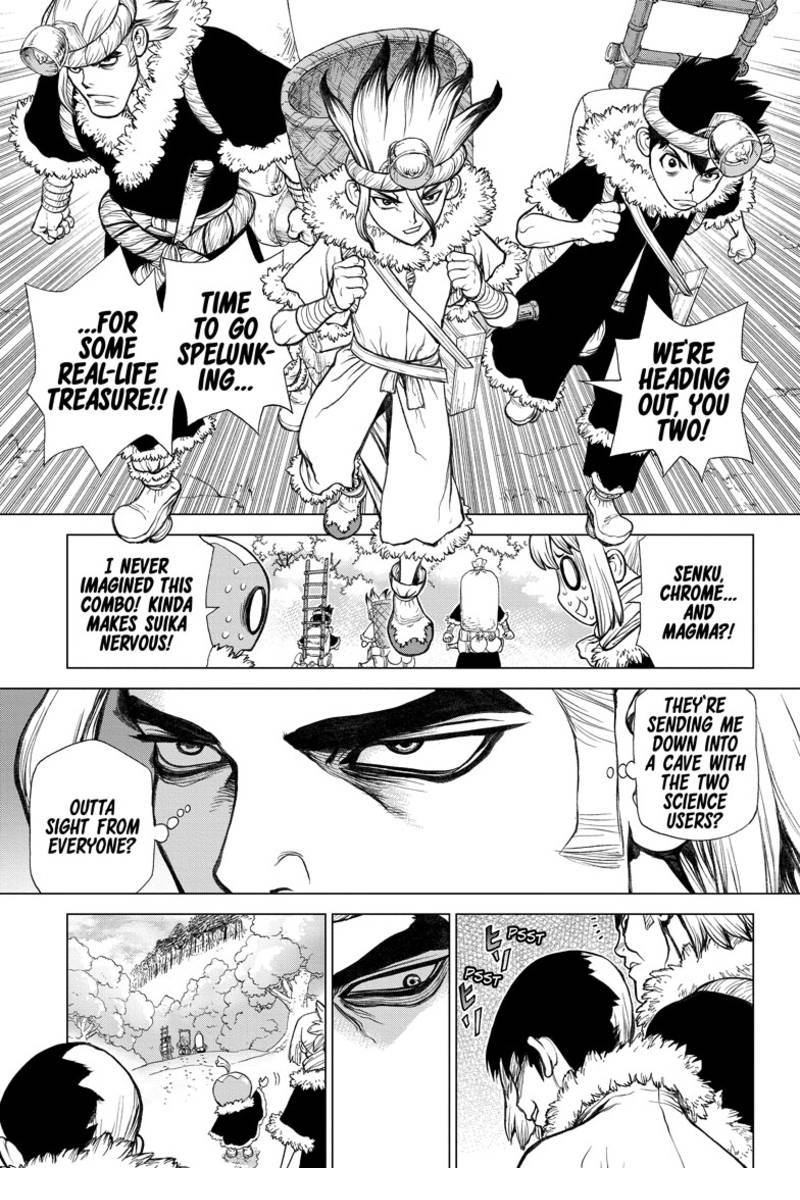 WE'RE
HEADING
OUT, YOU
TWO!
TIME
TO GO
SPELUNK-
ING...
...FOR
SOME
REAL-LIFE
TREASURE!!
SENKU,
CHROME...
AND
MAGMA?!
I NEVER
IMAGINED THIS
COMBO! KINDA
MAKES SUIKA
NERVOUS!
THEY'RE
SENDING ME
DOWN INTO
A CAVE WITH
THE TWO
SCIENCE
USERS?
OUTTA
SIGHT FROM
EVERYONE?
PSST
PSST
ヒソ
ヒソ